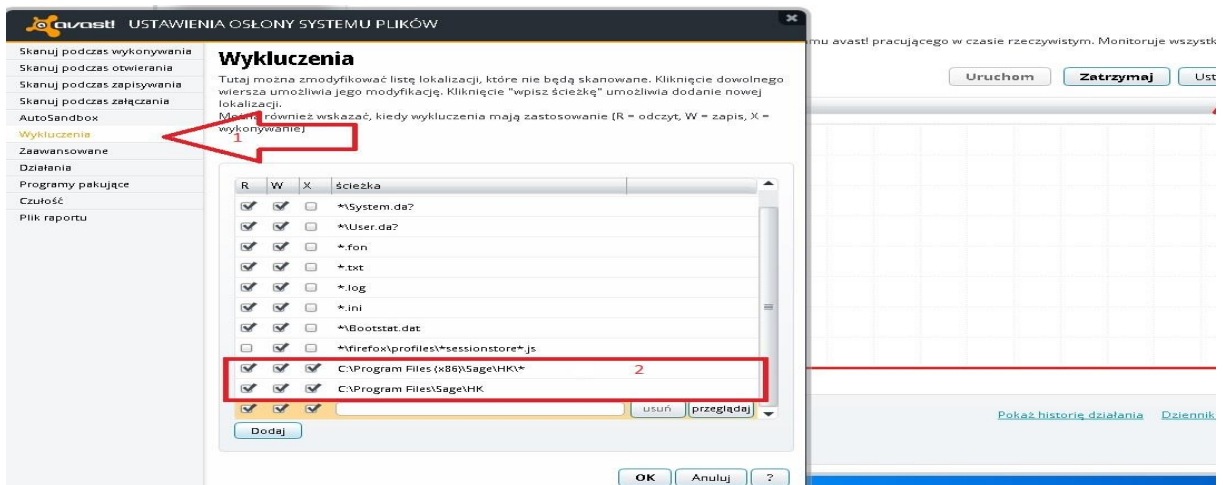 avast! USTAWIENIA OSŁONY SYSTEMU PLIKÓW
Skanuj podczas wykonywania
Skanuj podczas otwierania
Skanuj podczas zapisywania
Skanuj podczas załączania
AutoSandbox
Wykluczenia
Zaawansowane
Działania
Programy pakujące
Czułość
Plik raportu
1
Wykluczenia
Tutaj można zmodyfikować listę lokalizacji, które nie będą skanowane. Kliknięcie dowolnego
wiersza umożliwia jego modyfikację. Kliknięcie "wpisz ścieżkę" umożliwia dodanie nowej
lokalizacji.
Można również wskazać, kiedy wykluczenia mają zastosowanie (R = odczyt, W = zapis, X =
wykonywanie)
R W X ścieżka
*\System.da?
*\User.da?
*.fon
*.txt
*.log
*.ini
*\Bootstat.dat
*\firefox\profiles\*sessionstore*.js
C:\Program Files (x86)\Sage\HK\* 2
C:\Program Files\Sage\HK
usuń przeglądaj
Dodaj
OK Anuluj ?
mu avast! pracującego w czasie rzeczywistym. Monitoruje wszystk
Uruchom Zatrzymaj Ust
Pokaż historię działania Dziennik